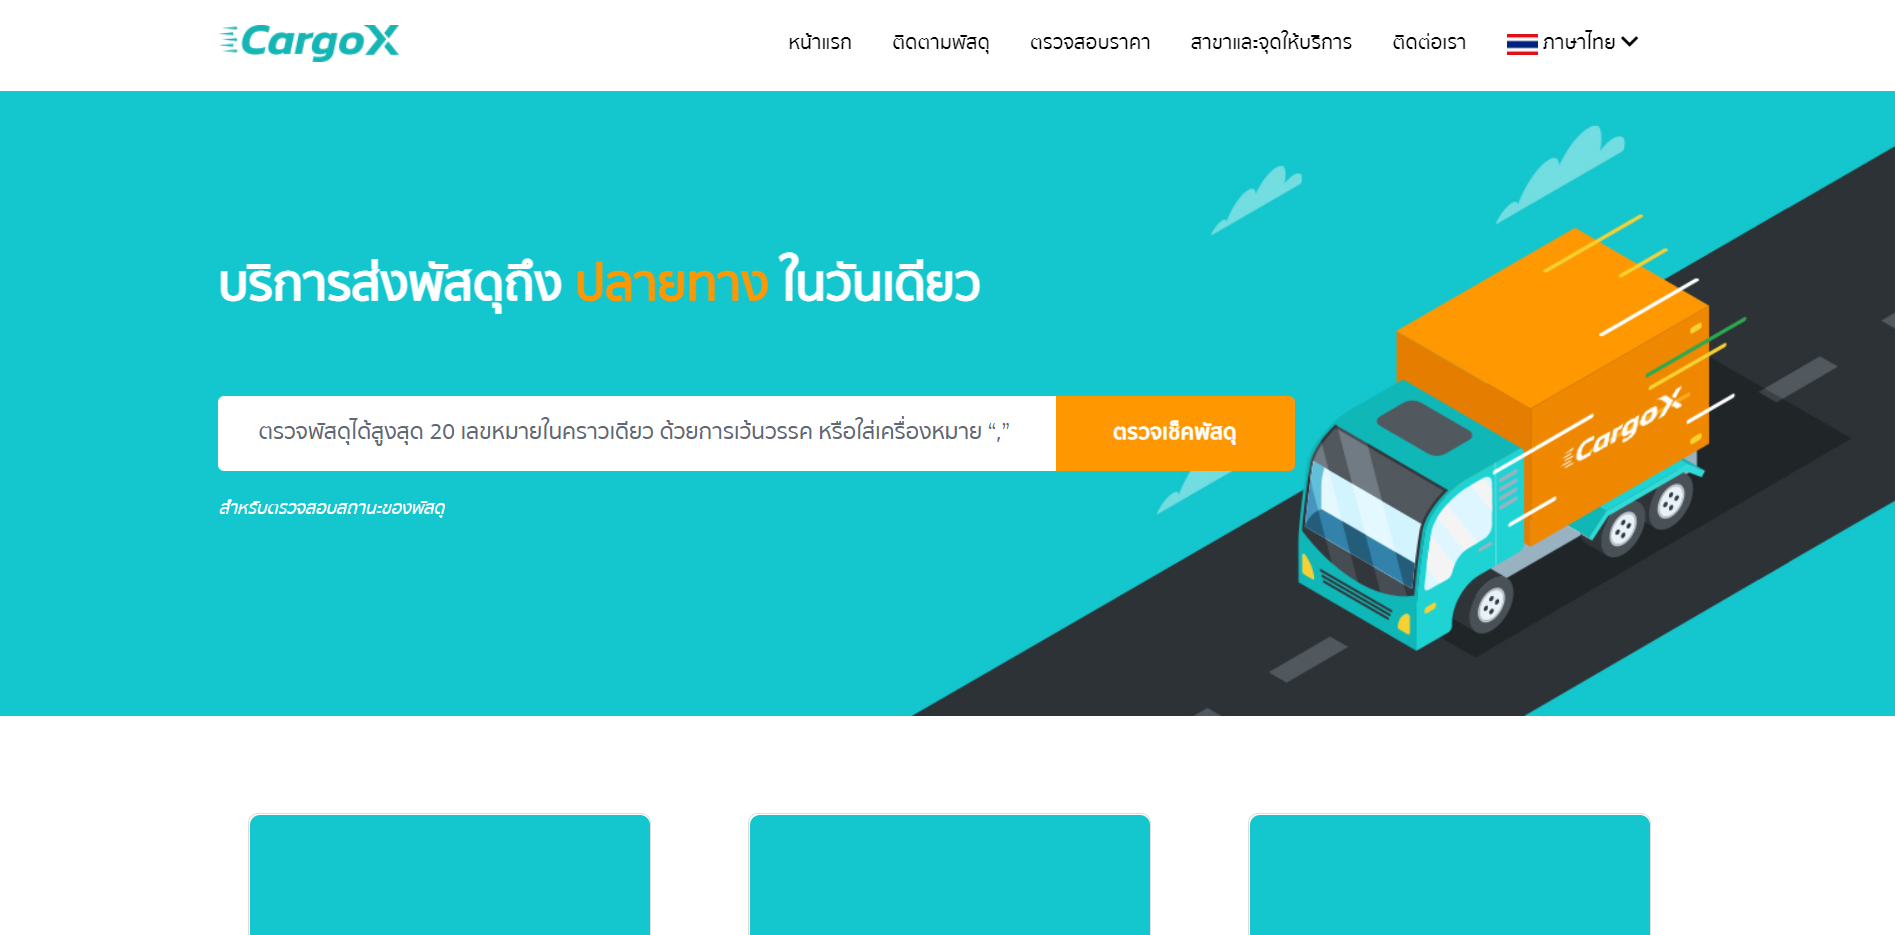 CargoX
หน้าแรก ติดตามพัสดุ ตรวจสอบราคา สาขาและจุดให้บริการ ติดต่อเรา ภาษาไทย
บริการส่งพัสดุถึง ปลายทาง ในวันเดียว
ตรวจพัสดุได้สูงสุด 20 เลขหมายในคราวเดียว ด้วยการเว้นวรรค หรือใส่เครื่องหมาย “,” ตรวจเช็คพัสดุ
สำหรับตรวจสอบสถานะของพัสดุ
CargoX